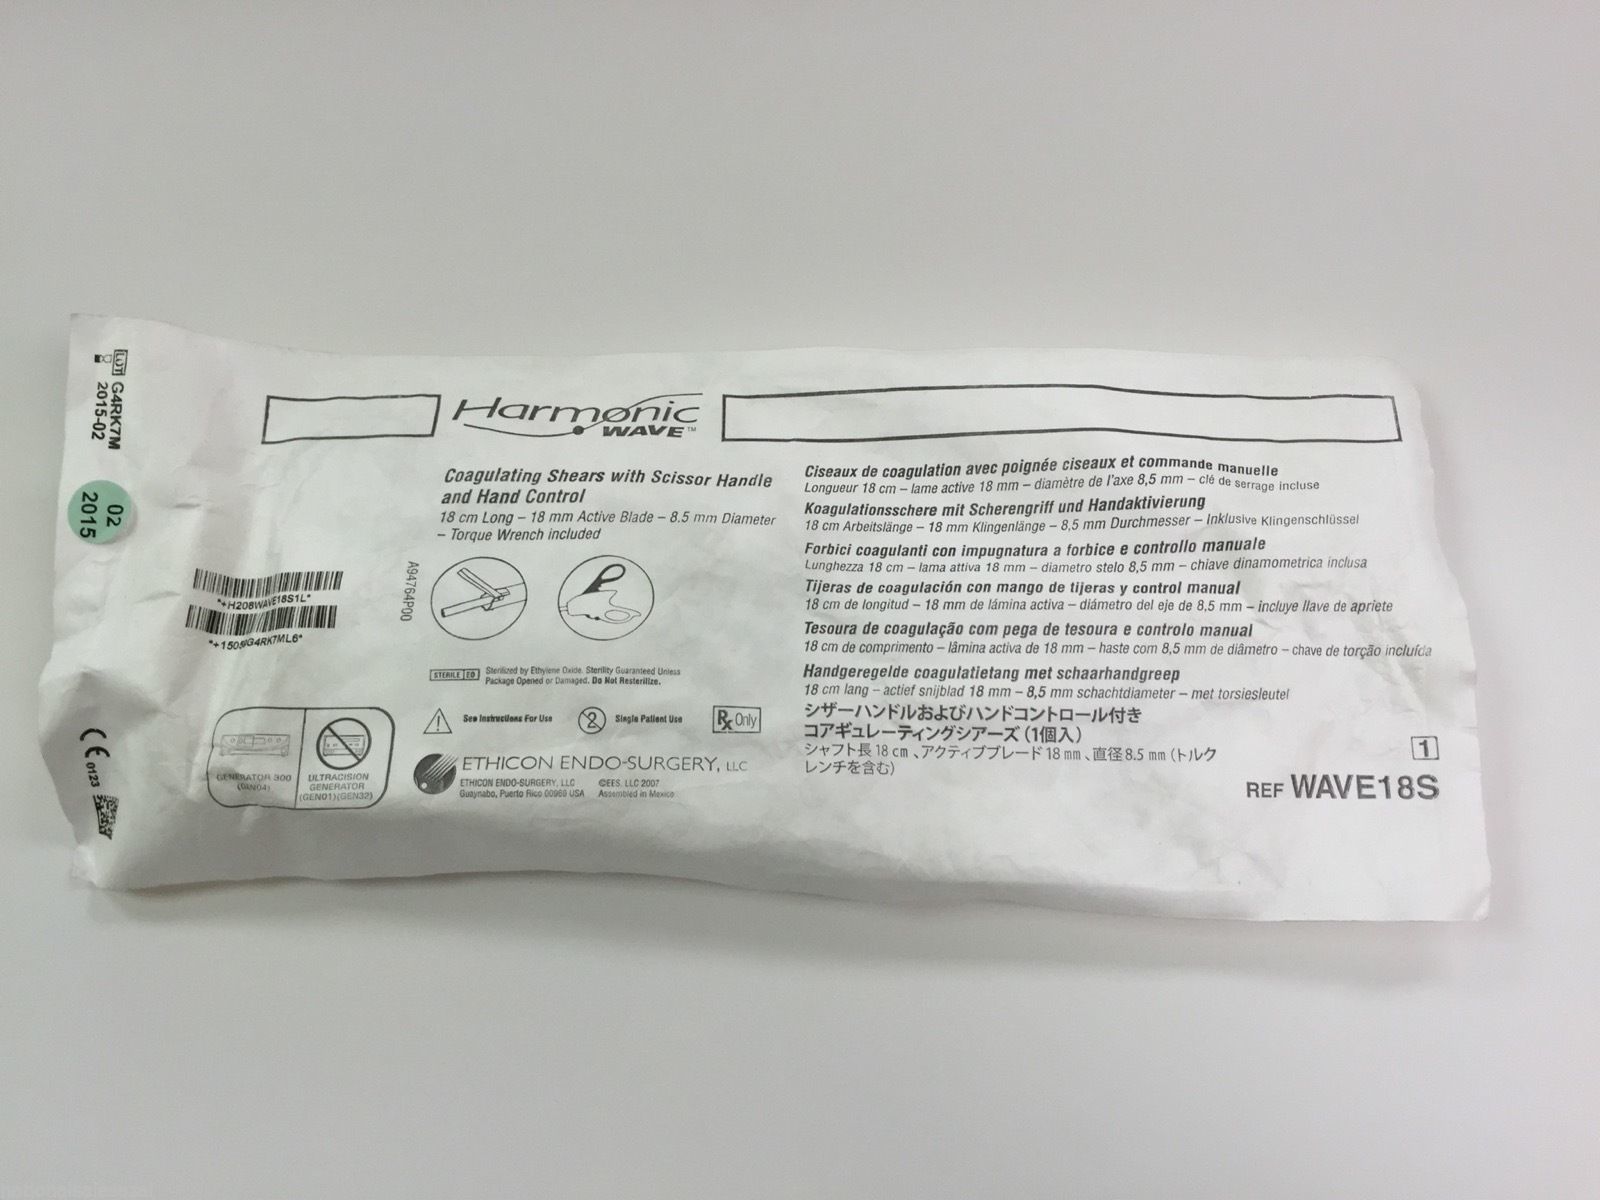 LOT G4RK7M
2015-02
02
2015
CE 0123
*+H208WAVE18S1L*
GENERATOR 300
(GEN04)
ULTRACISION
GENERATOR
(GEN01)(GEN32)
Harmonic
WAVE™
Coagulating Shears with Scissor Handle
and Hand Control
18 cm Long – 18 mm Active Blade – 8.5 mm Diameter
– Torque Wrench included
A94764P00
STERILE EO
Sterilized by Ethylene Oxide. Sterility Guaranteed Unless
Package Opened or Damaged. Do Not Resterilize.
See Instructions For Use
2
Single Patient Use
Rx Only
ETHICON ENDO-SURGERY, LLC
ETHICON ENDO-SURGERY, LLC ©EES, LLC 2007
Guaynabo, Puerto Rico 00969 USA Assembled in Mexico
Ciseaux de coagulation avec poignée ciseaux et commande manuelle
Longueur 18 cm – lame active 18 mm – diamètre de l'axe 8,5 mm – clé de serrage incluse
Koagulationsschere mit Scherengriff und Handaktivierung
18 cm Arbeitslänge – 18 mm Klingenlänge – 8,5 mm Durchmesser – Inklusive Klingenschlüssel
Forbici coagulanti con impugnatura a forbice e controllo manuale
Lunghezza 18 cm – lama attiva 18 mm – diametro stelo 8,5 mm – chiave dinamometrica inclusa
Tijeras de coagulación con mango de tijeras y control manual
18 cm de longitud – 18 mm de lámina activa – diámetro del eje de 8,5 mm – incluye llave de apriete
Tesoura de coagulação com pega de tesoura e controlo manual
18 cm de comprimento – lâmina activa de 18 mm – haste com 8,5 mm de diâmetro – chave de torção incluída
Handgeregelde coagulatietang met schaarhandgreep
18 cm lang – actief snijblad 18 mm – 8,5 mm schachtdiameter – met torsiesleutel
シザーハンドルおよびハンドコントロール付き
コアギュレーティングシアーズ (1個入)
シャフト長 18 cm 、アクティブブレード 18 mm 、直径 8.5 mm (トルク
レンチを含む)
1
REF WAVE18S